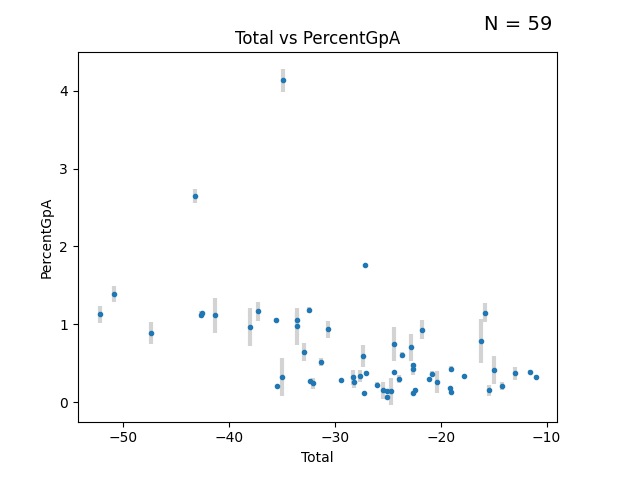 N = 59
Total vs PercentGpA
PercentGpA
4
3
2
1
0
−50
−40
−30
−20
−10
Total